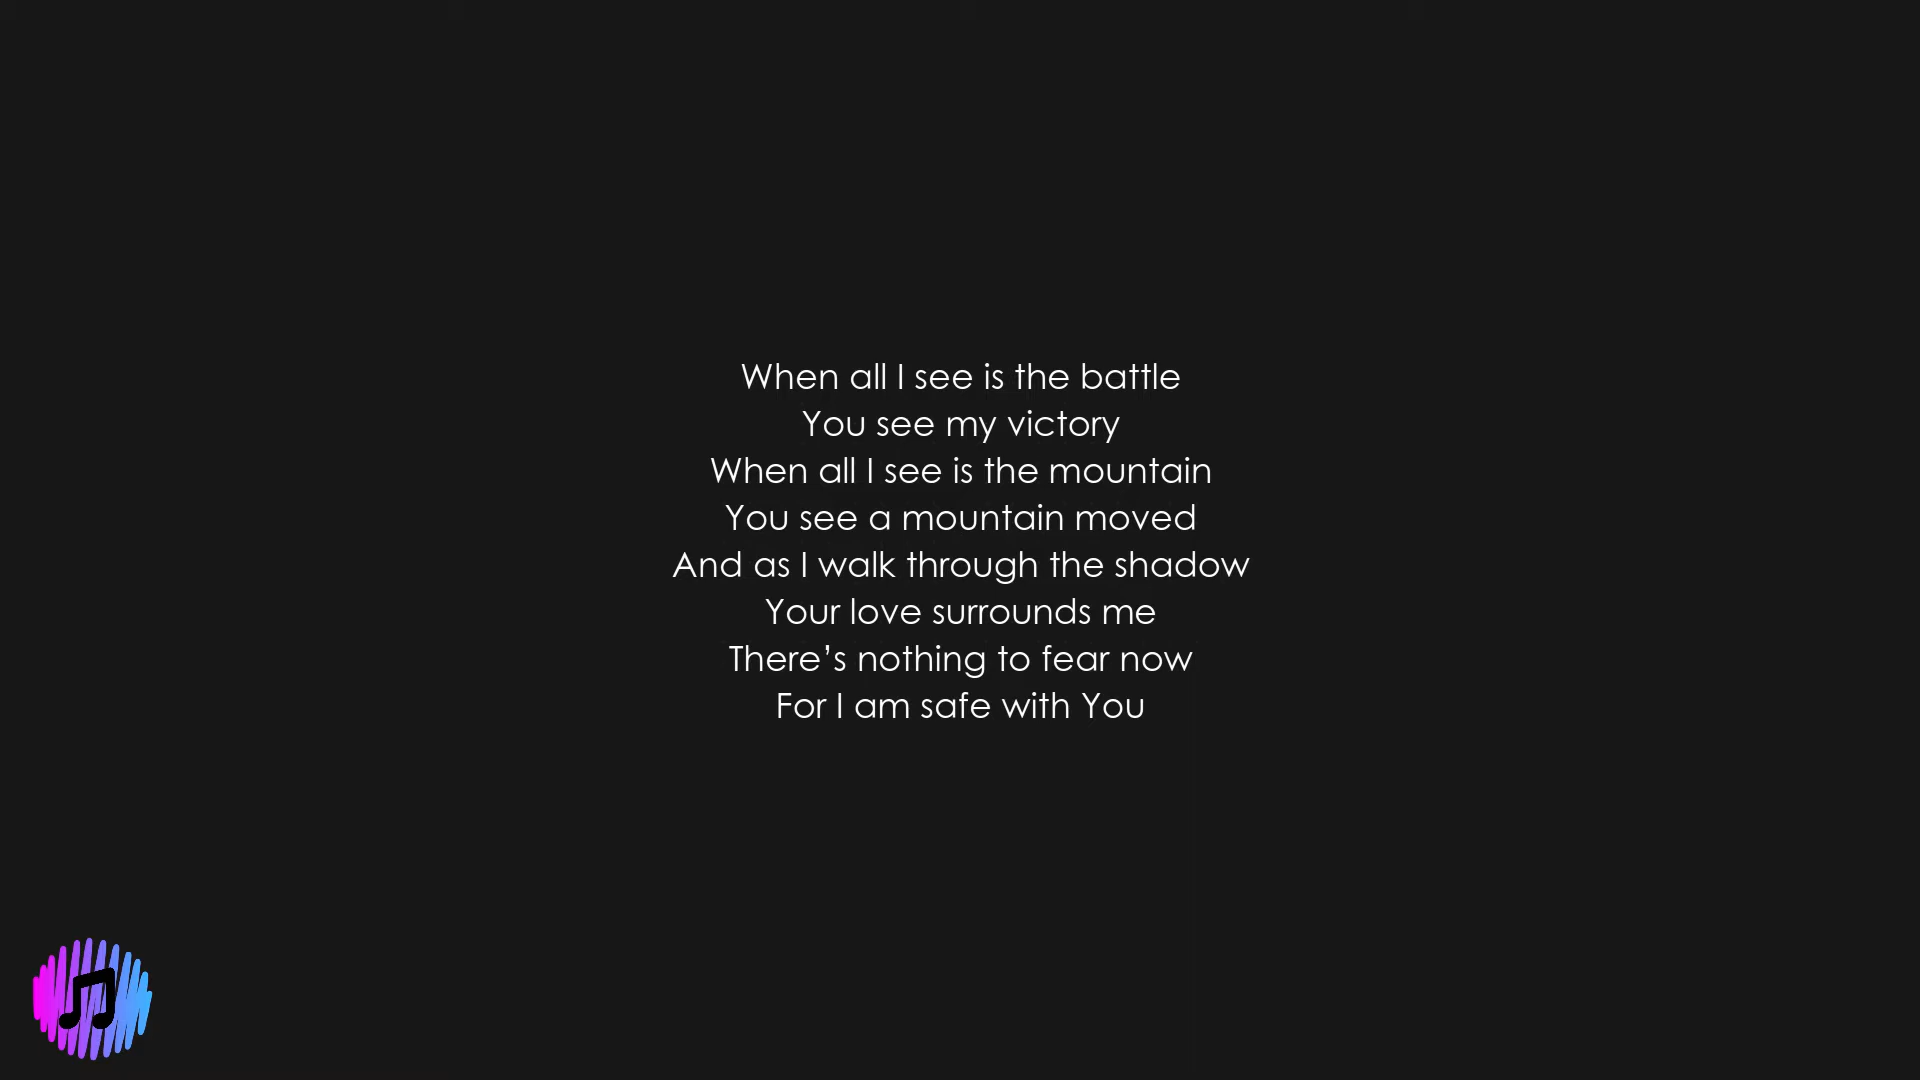 When all I see is the battle
You see my victory
When all I see is the mountain
You see a mountain moved
And as I walk through the shadow
Your love surrounds me
There’s nothing to fear now
For I am safe with You